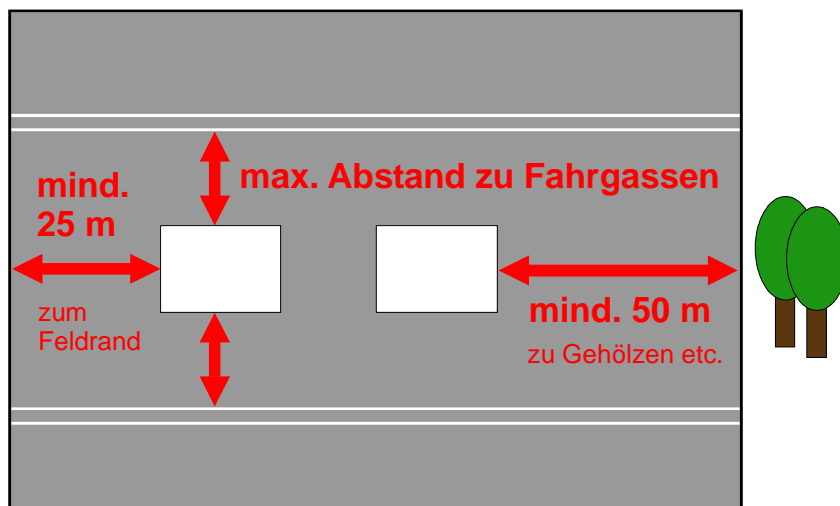 max. Abstand zu Fahrgassen
mind.
25 m
zum
Feldrand
mind. 50 m
zu Gehölzen etc.